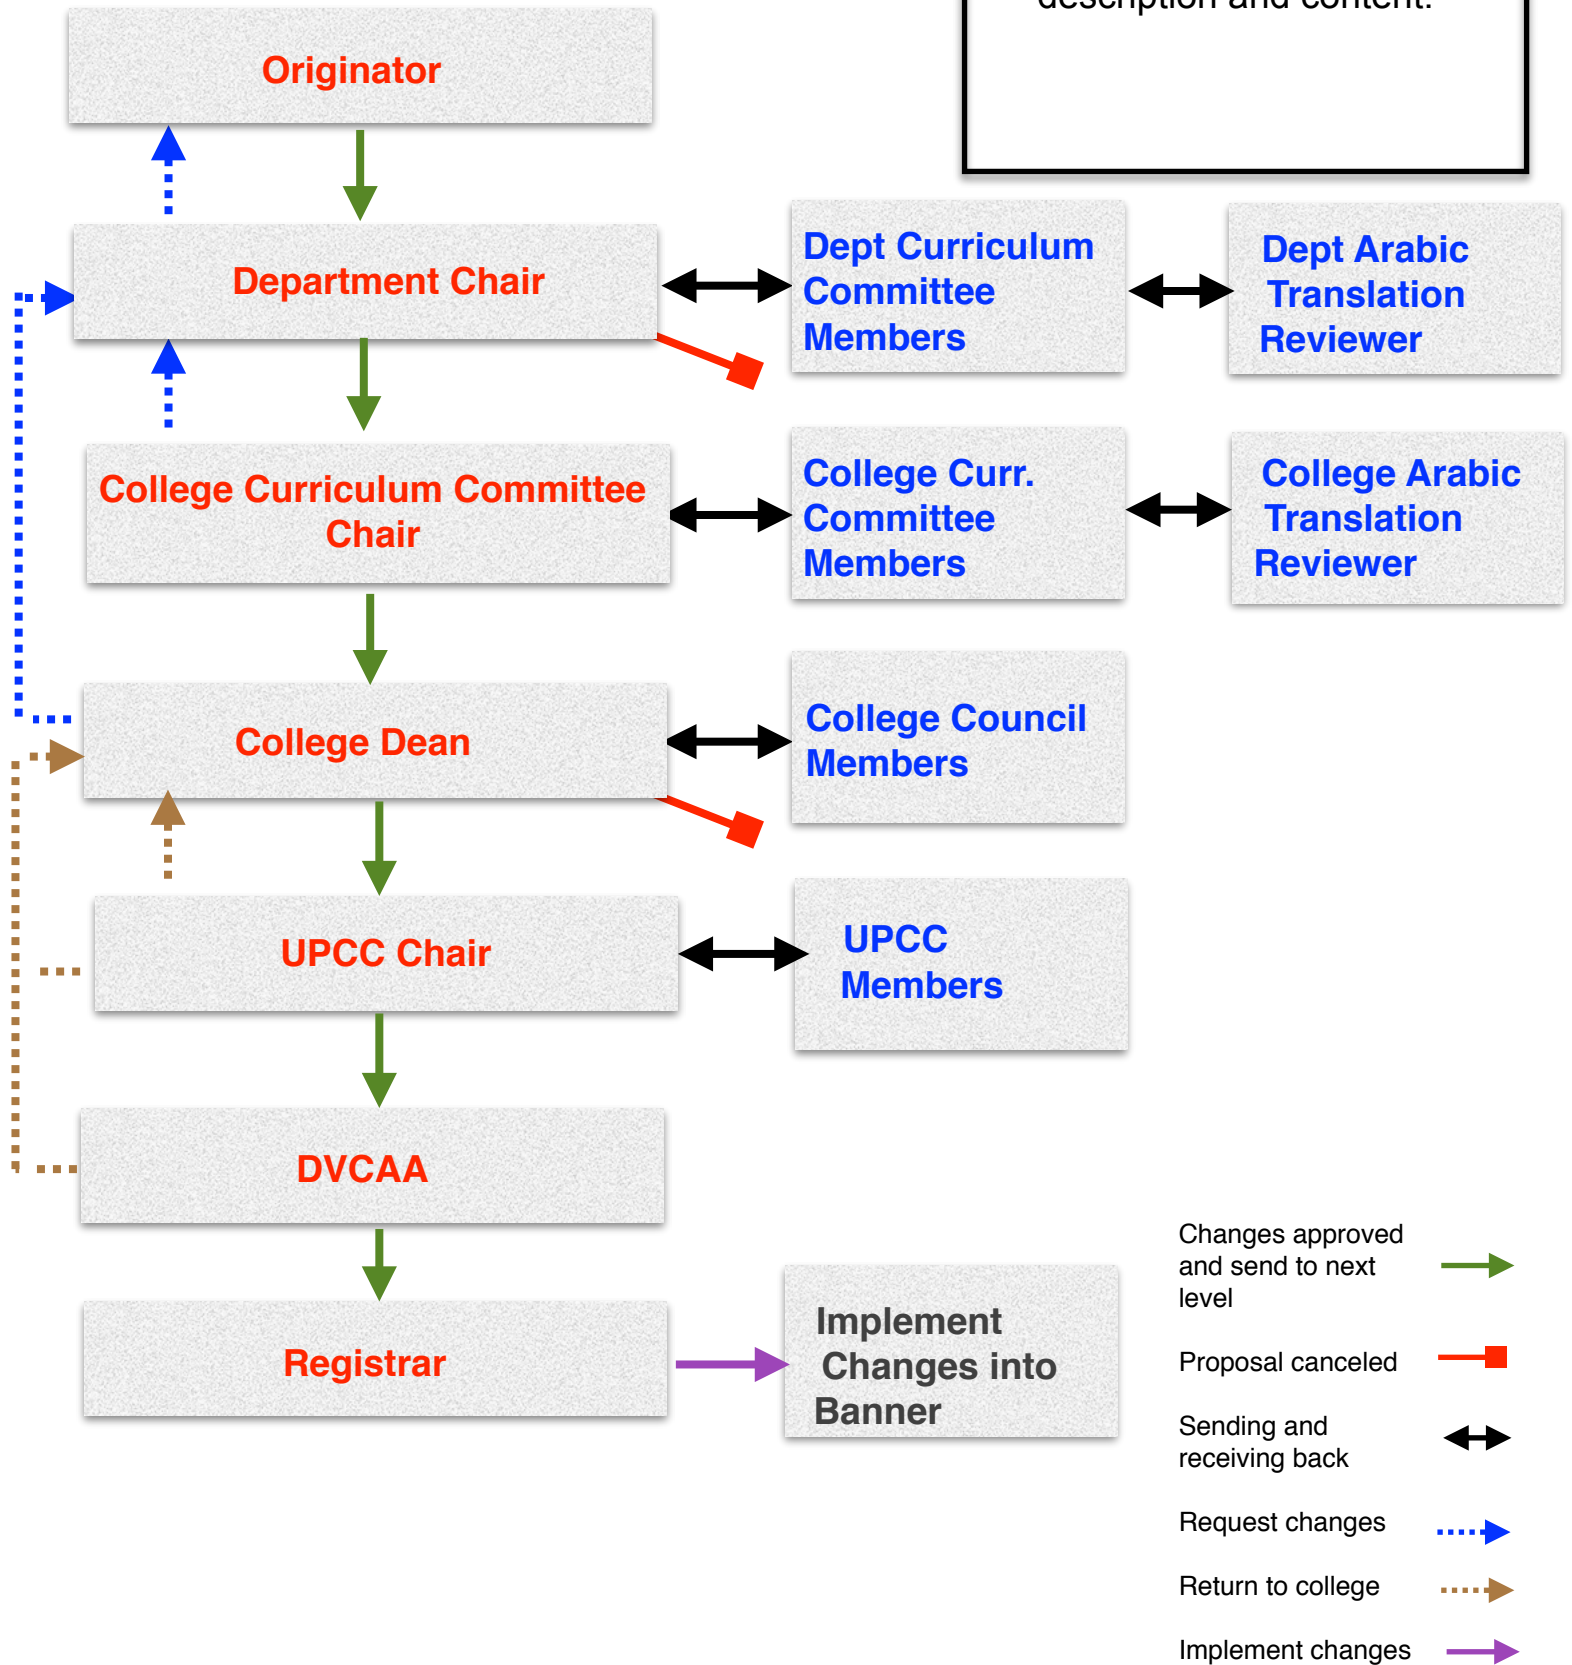 description and content.
Originator
Department Chair
Dept Curriculum
Committee
Members
Dept Arabic
Translation
Reviewer
College Curriculum Committee
Chair
College Curr.
Committee
Members
College Arabic
Translation
Reviewer
College Dean
College Council
Members
UPCC Chair
UPCC
Members
DVCAA
Registrar
Implement
Changes into
Banner
Changes approved
and send to next
level
Proposal canceled
Sending and
receiving back
Request changes
Return to college
Implement changes